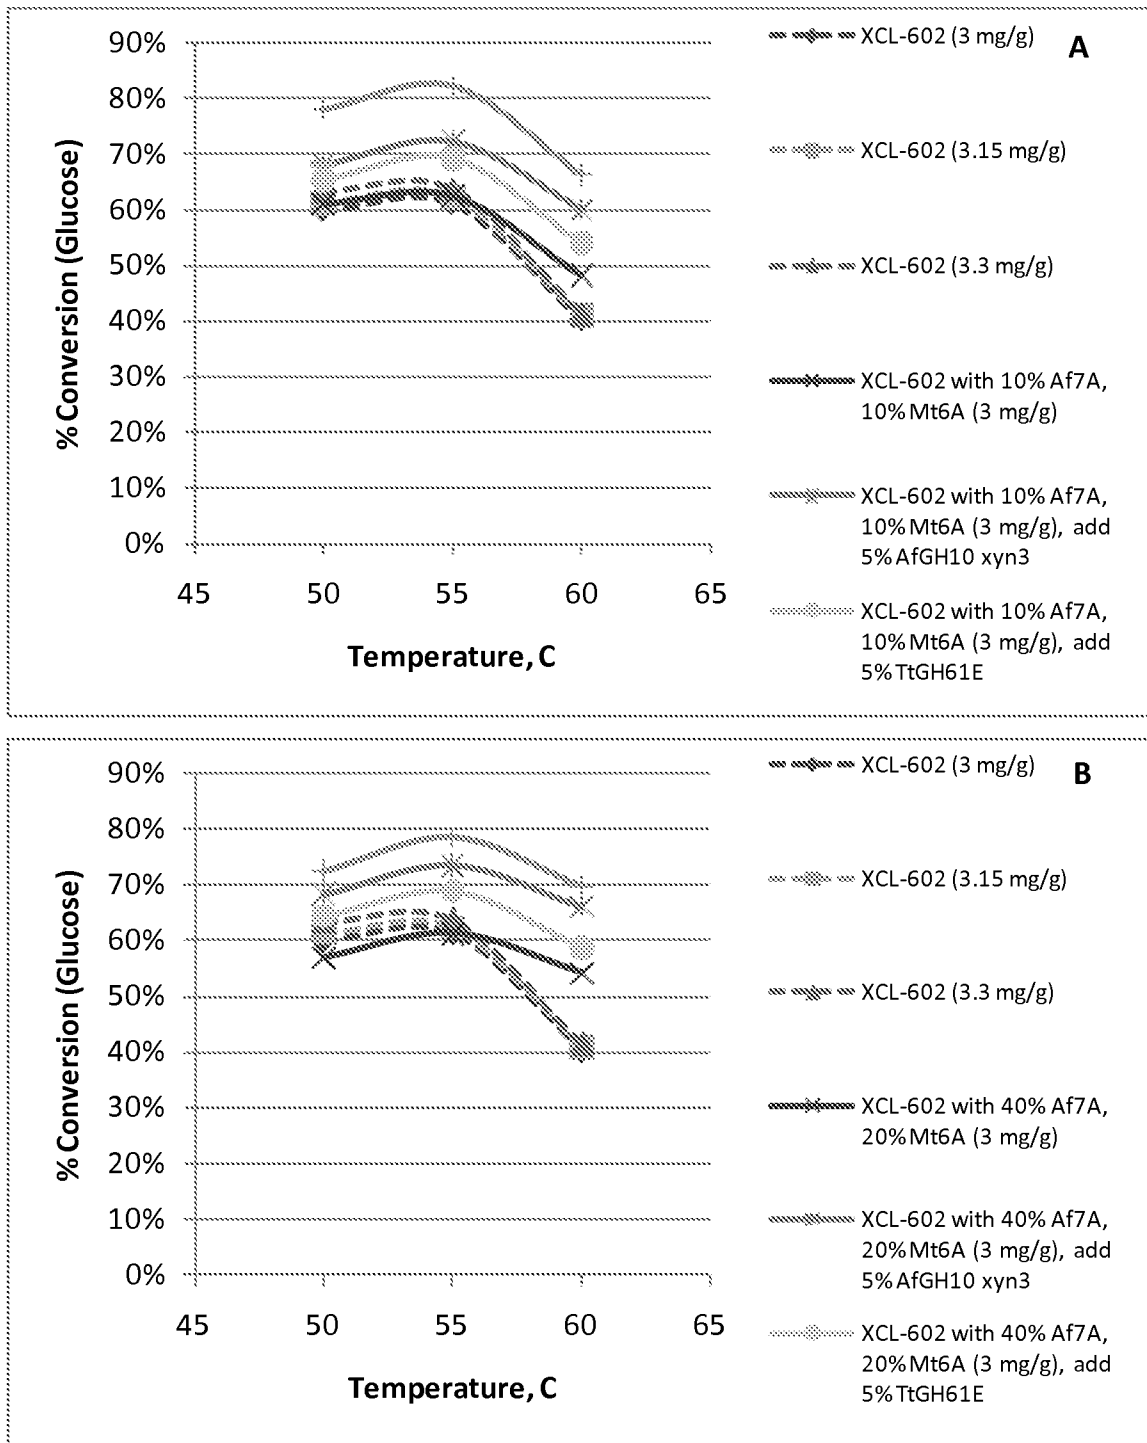 A
90%
80%
70%
60%
50%
40%
30%
20%
10%
0%
% Conversion (Glucose)
45 50 55 60 65
Temperature, C
XCL-602 (3 mg/g)
XCL-602 (3.15 mg/g)
XCL-602 (3.3 mg/g)
XCL-602 with 10% Af7A,
10% Mt6A (3 mg/g)
XCL-602 with 10% Af7A,
10% Mt6A (3 mg/g), add
5% AfGH10 xyn3
XCL-602 with 10% Af7A,
10% Mt6A (3 mg/g), add
5% TtGH61E
B
90%
80%
70%
60%
50%
40%
30%
20%
10%
0%
% Conversion (Glucose)
45 50 55 60 65
Temperature, C
XCL-602 (3 mg/g)
XCL-602 (3.15 mg/g)
XCL-602 (3.3 mg/g)
XCL-602 with 40% Af7A,
20% Mt6A (3 mg/g)
XCL-602 with 40% Af7A,
20% Mt6A (3 mg/g), add
5% AfGH10 xyn3
XCL-602 with 40% Af7A,
20% Mt6A (3 mg/g), add
5% TtGH61E